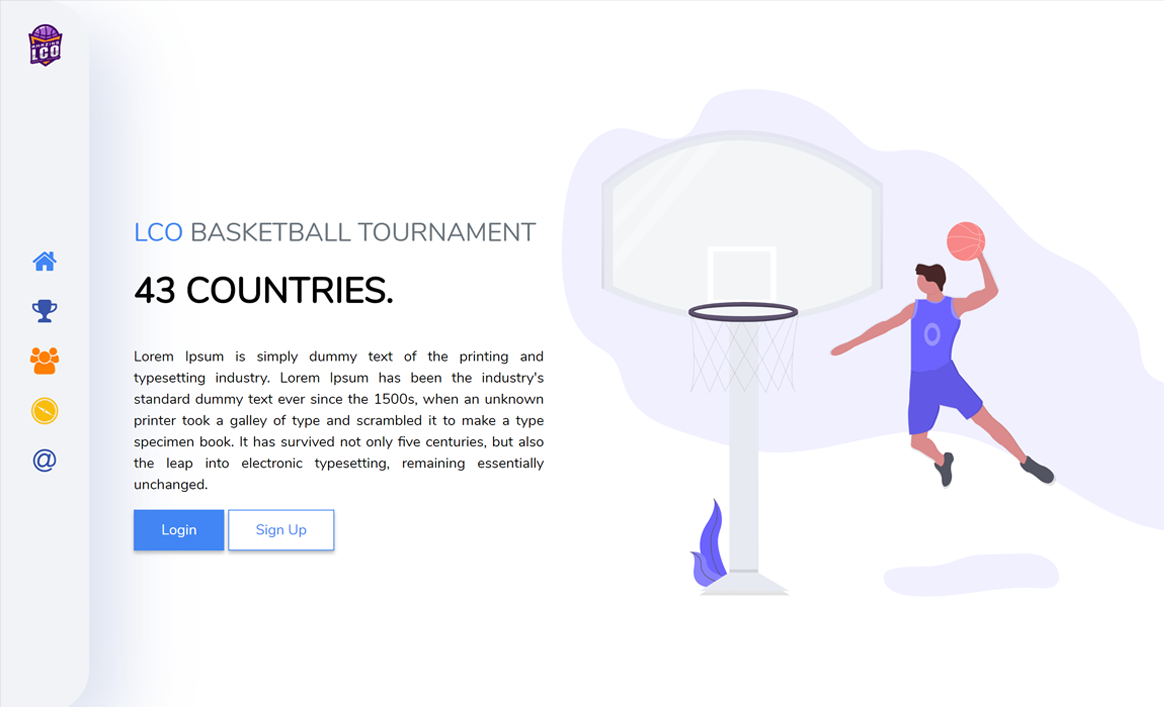 LCO
LCO BASKETBALL TOURNAMENT
43 COUNTRIES.
Lorem Ipsum is simply dummy text of the printing and
typesetting industry. Lorem Ipsum has been the industry's
standard dummy text ever since the 1500s, when an unknown
printer took a galley of type and scrambled it to make a type
specimen book. It has survived not only five centuries, but also
the leap into electronic typesetting, remaining essentially
unchanged.
Login Sign Up